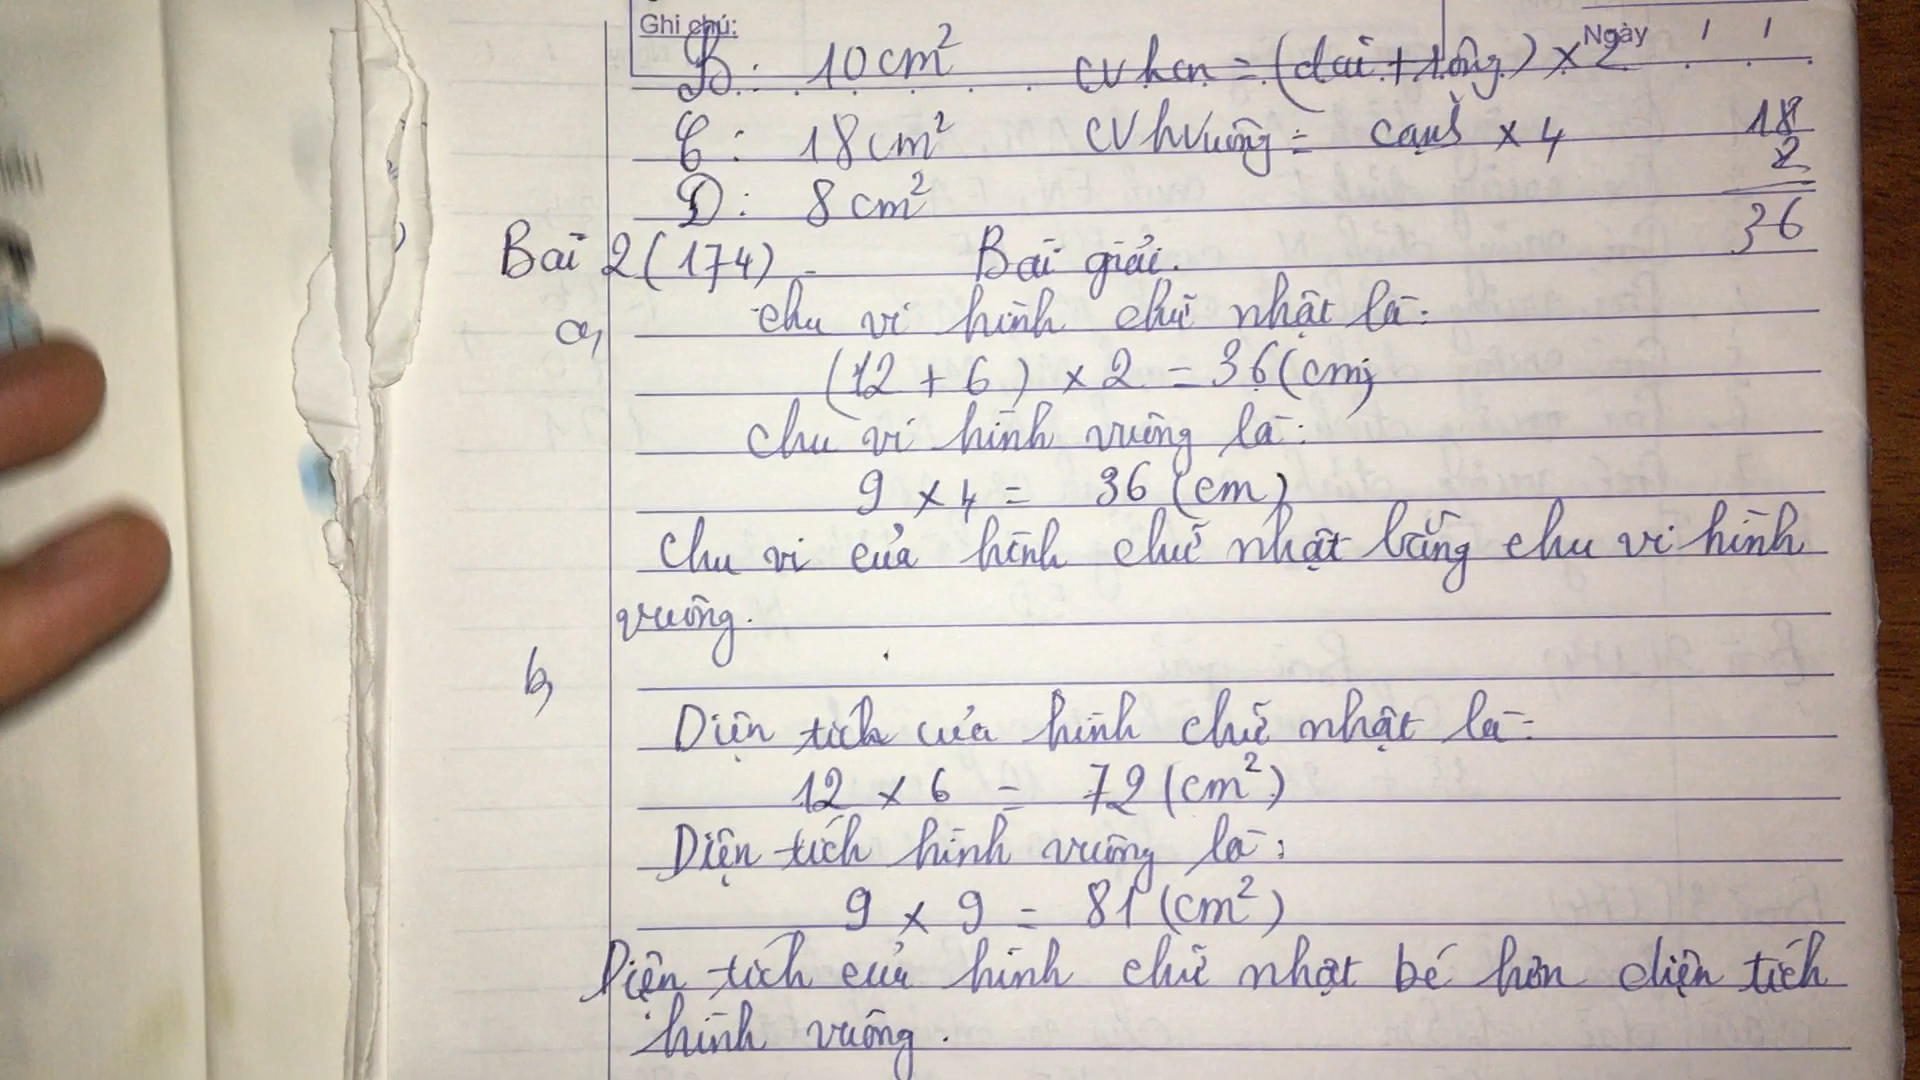 Ghi chú:
Ngày / /
B: 10cm² CVhcn = (dài + rộng) × 2
C: 18cm² CVhvuông = cạnh × 4
18
2
36
D: 8cm²
Bài 2 (174) Bài giải.
a, chu vi hình chữ nhật là:
(12 + 6) × 2 = 36 (cm)
Chu vi hình vuông là:
9 × 4 = 36 (cm)
Chu vi của hình chữ nhật bằng chu vi hình
vuông.
b,
Diện tích của hình chữ nhật là:
12 × 6 = 72 (cm²)
Diện tích hình vuông là:
9 × 9 = 81 (cm²)
Diện tích của hình chữ nhật bé hơn diện tích
hình vuông.